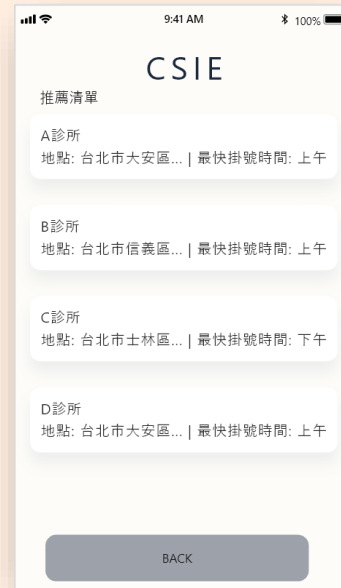 9:41 AM 100%
CSIE
推薦清單
A診所
地點: 台北市大安區... | 最快掛號時間: 上午
B診所
地點: 台北市信義區... | 最快掛號時間: 上午
C診所
地點: 台北市士林區... | 最快掛號時間: 下午
D診所
地點: 台北市大安區... | 最快掛號時間: 上午
BACK